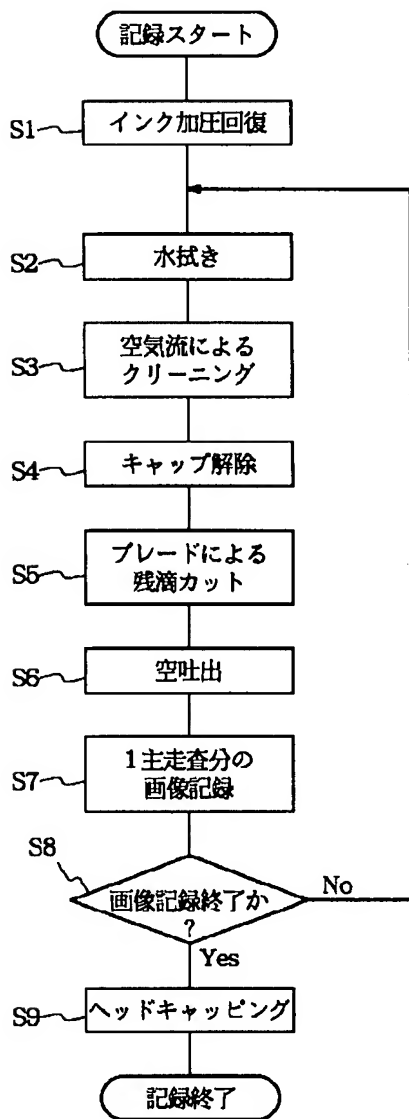 記録スタート
S1
インク加圧回復
S2
水拭き
S3
空気流による
クリーニング
S4
キャップ解除
S5
ブレードによる
残滴カット
S6
空吐出
S7
1主走査分の
画像記録
S8
画像記録終了か
?
No
Yes
S9
ヘッドキャッピング
記録終了